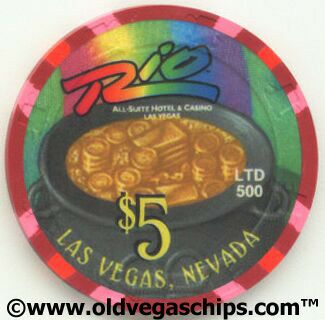 RIO
ALL-SUITE HOTEL & CASINO
LAS VEGAS
LTD
500
$5
LAS VEGAS, NEVADA
©www.oldvegaschips.com™